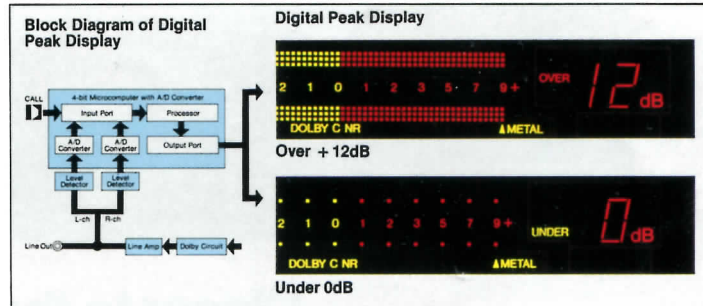 Block Diagram of Digital
Peak Display
CALL
4-bit Microcomputer with A/D Converter
Input Port
Processor
A/D
Converter
A/D
Converter
Output Port
Level
Detector
Level
Detector
L-ch
R-ch
Line Out
Line Amp
Dolby Circuit
Digital Peak Display
2 1 0 1 2 3 5 7 9+
OVER
12
dB
DOLBY C NR
METAL
Over + 12dB
2 1 0 1 2 3 5 7 9+
UNDER
0
dB
DOLBY C NR
METAL
Under 0dB